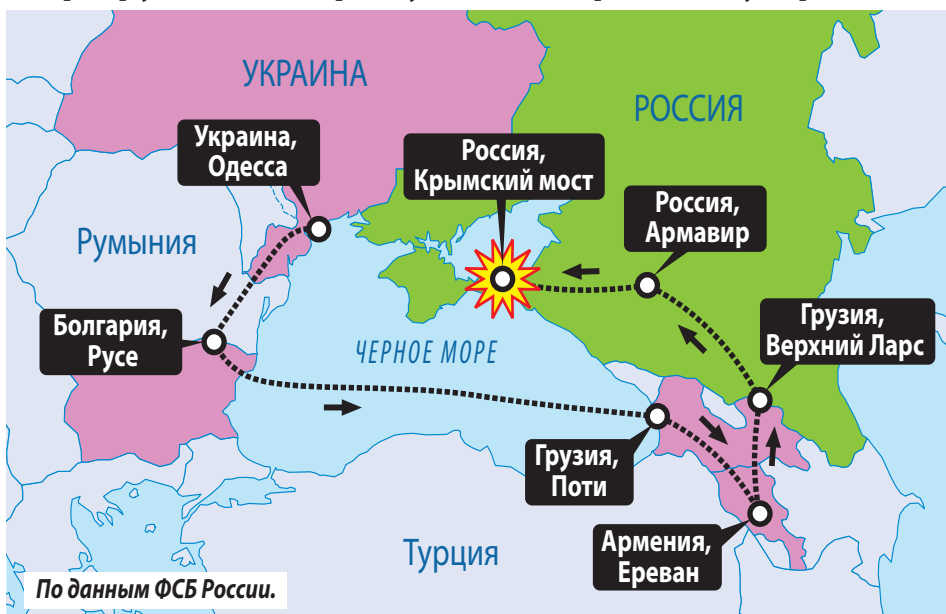 УКРАИНА
РОССИЯ
Украина,
Одесса
Россия,
Крымский мост
Россия,
Армавир
Румыния
Болгария,
Русе
ЧЕРНОЕ МОРЕ
Грузия,
Верхний Ларс
Грузия,
Поти
Армения,
Ереван
Турция
По данным ФСБ России.